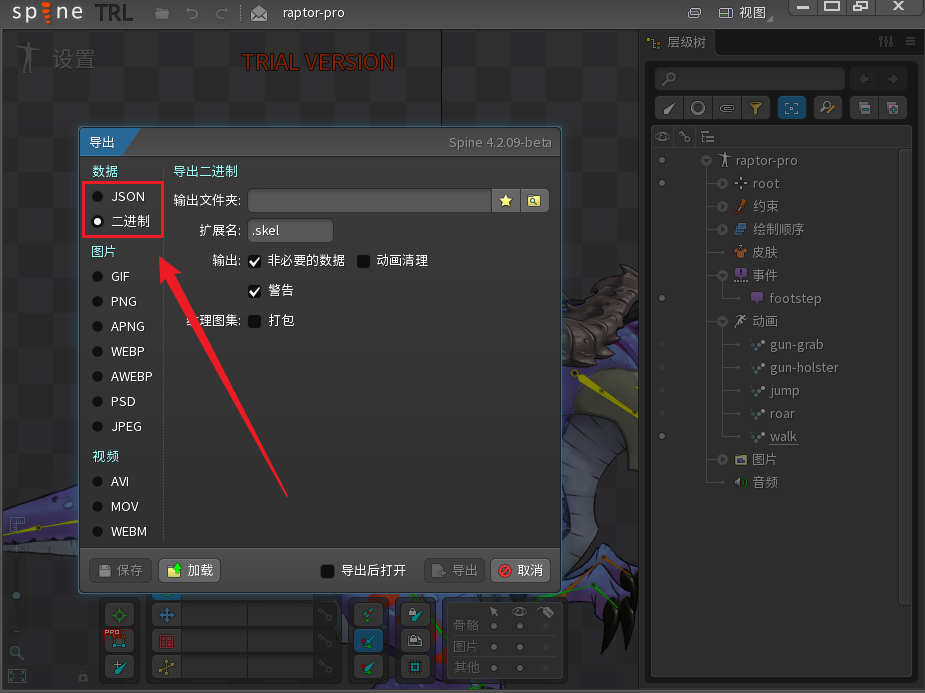 spine TRL
raptor-pro
视图
设置
TRIAL VERSION
层级树
导出
Spine 4.2.09-beta
数据
JSON
二进制
图片
GIF
PNG
APNG
WEBP
AWEBP
PSD
JPEG
视频
AVI
MOV
WEBM
导出二进制
输出文件夹:
扩展名: .skel
输出: 非必要的数据 动画清理
警告
理图集: 打包
保存
加载
导出后打开
导出
取消
raptor-pro
root
约束
绘制顺序
皮肤
事件
footstep
动画
gun-grab
gun-holster
jump
roar
walk
图片
音频
PRO
骨骼
图片
其他